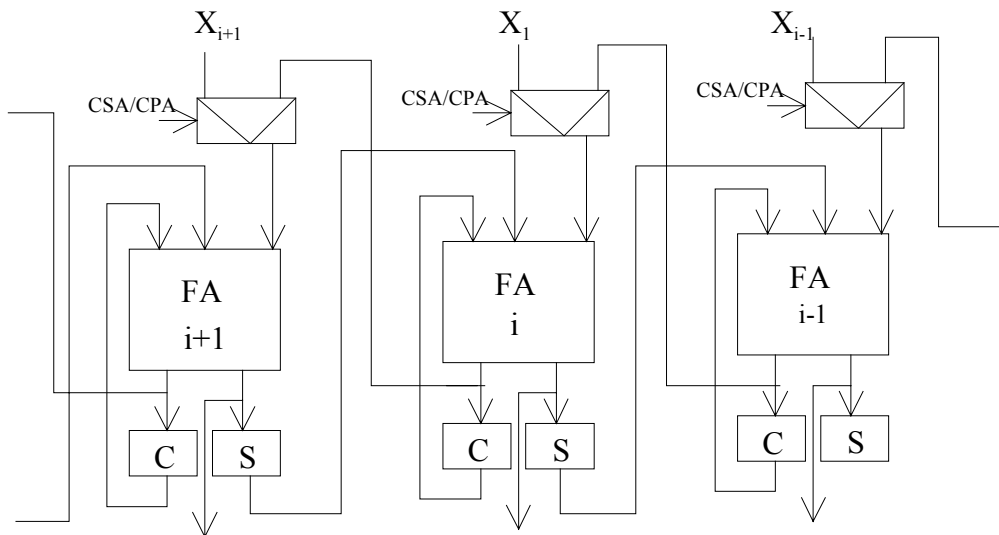 X_{i+1} X_1 X_{i-1}
CSA/CPA CSA/CPA CSA/CPA
FA FA FA
i+1 i i-1
C S C S C S